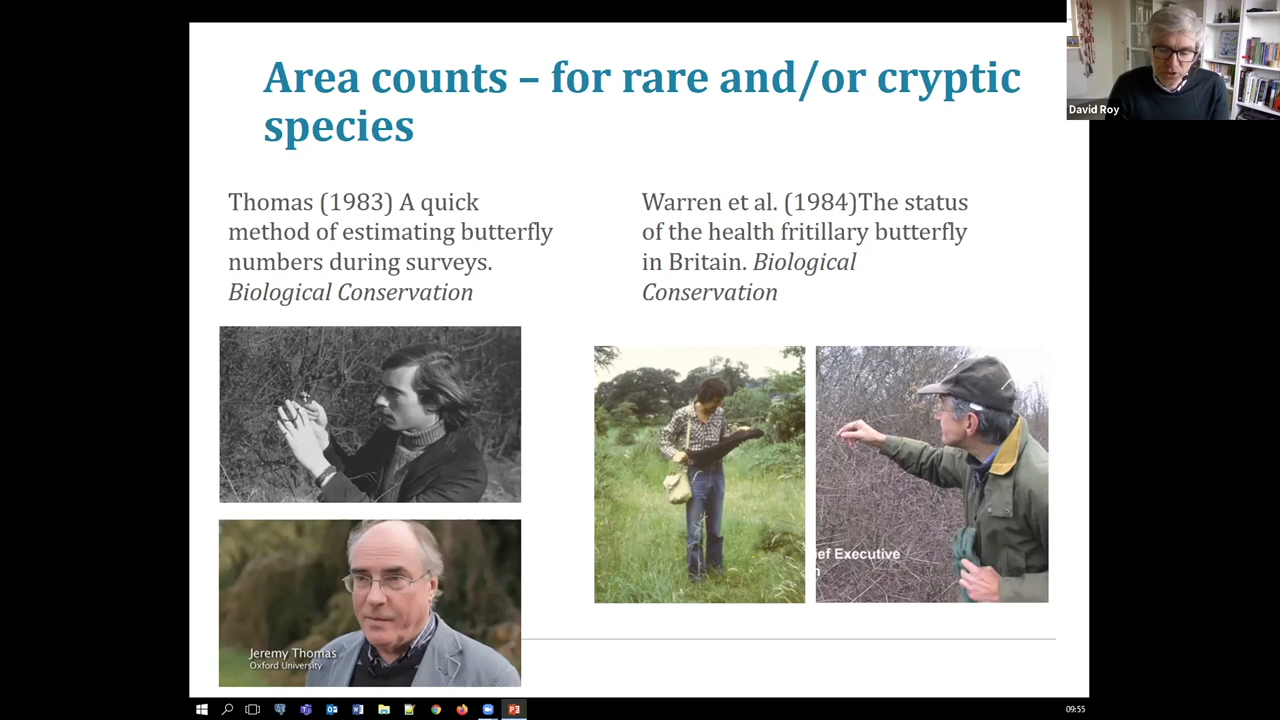 Area counts – for rare and/or cryptic
species
Thomas (1983) A quick
method of estimating butterfly
numbers during surveys.
Biological Conservation
Warren et al. (1984)The status
of the health fritillary butterfly
in Britain. Biological
Conservation
ief Executive
n
Jeremy Thomas
Oxford University
David Roy
09:55